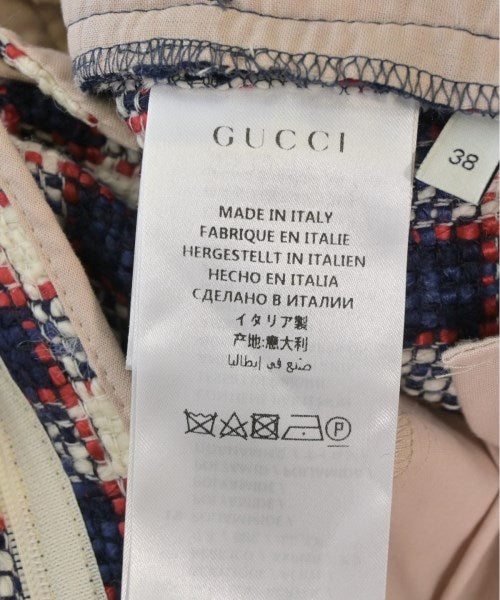 GUCCI
38
MADE IN ITALY
FABRIQUE EN ITALIE
HERGESTELLT IN ITALIEN
HECHO EN ITALIA
СДЕЛАНО В ИТАЛИИ
イタリア製
产地:意大利
صنع في إيطاليا
P